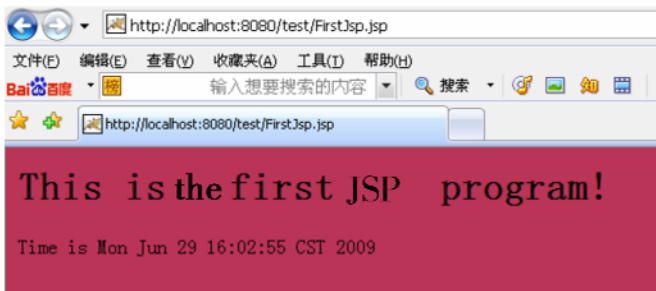 http://localhost:8080/test/FirstJsp.jsp
文件(F) 编辑(E) 查看(V) 收藏夹(A) 工具(T) 帮助(H)
Bai百度 榜 输入想要搜索的内容 搜索 知
http://localhost:8080/test/FirstJsp.jsp
This is the first JSP program!
Time is Mon Jun 29 16:02:55 CST 2009